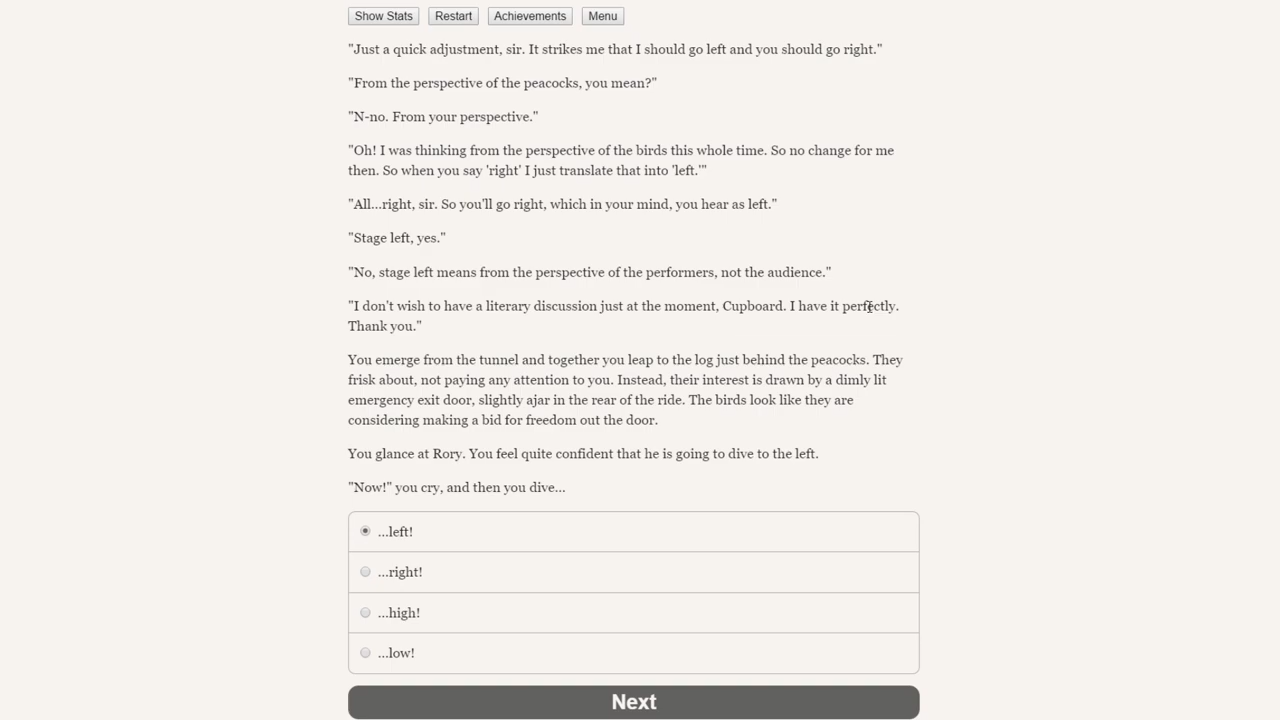 Show Stats Restart Achievements Menu
"Just a quick adjustment, sir. It strikes me that I should go left and you should go right."
"From the perspective of the peacocks, you mean?"
"N-no. From your perspective."
"Oh! I was thinking from the perspective of the birds this whole time. So no change for me
then. So when you say 'right' I just translate that into 'left.'"
"All...right, sir. So you'll go right, which in your mind, you hear as left."
"Stage left, yes."
"No, stage left means from the perspective of the performers, not the audience."
"I don't wish to have a literary discussion just at the moment, Cupboard. I have it perfectly.
Thank you."
You emerge from the tunnel and together you leap to the log just behind the peacocks. They
frisk about, not paying any attention to you. Instead, their interest is drawn by a dimly lit
emergency exit door, slightly ajar in the rear of the ride. The birds look like they are
considering making a bid for freedom out the door.
You glance at Rory. You feel quite confident that he is going to dive to the left.
"Now!" you cry, and then you dive...
...left!
...right!
...high!
...low!
Next